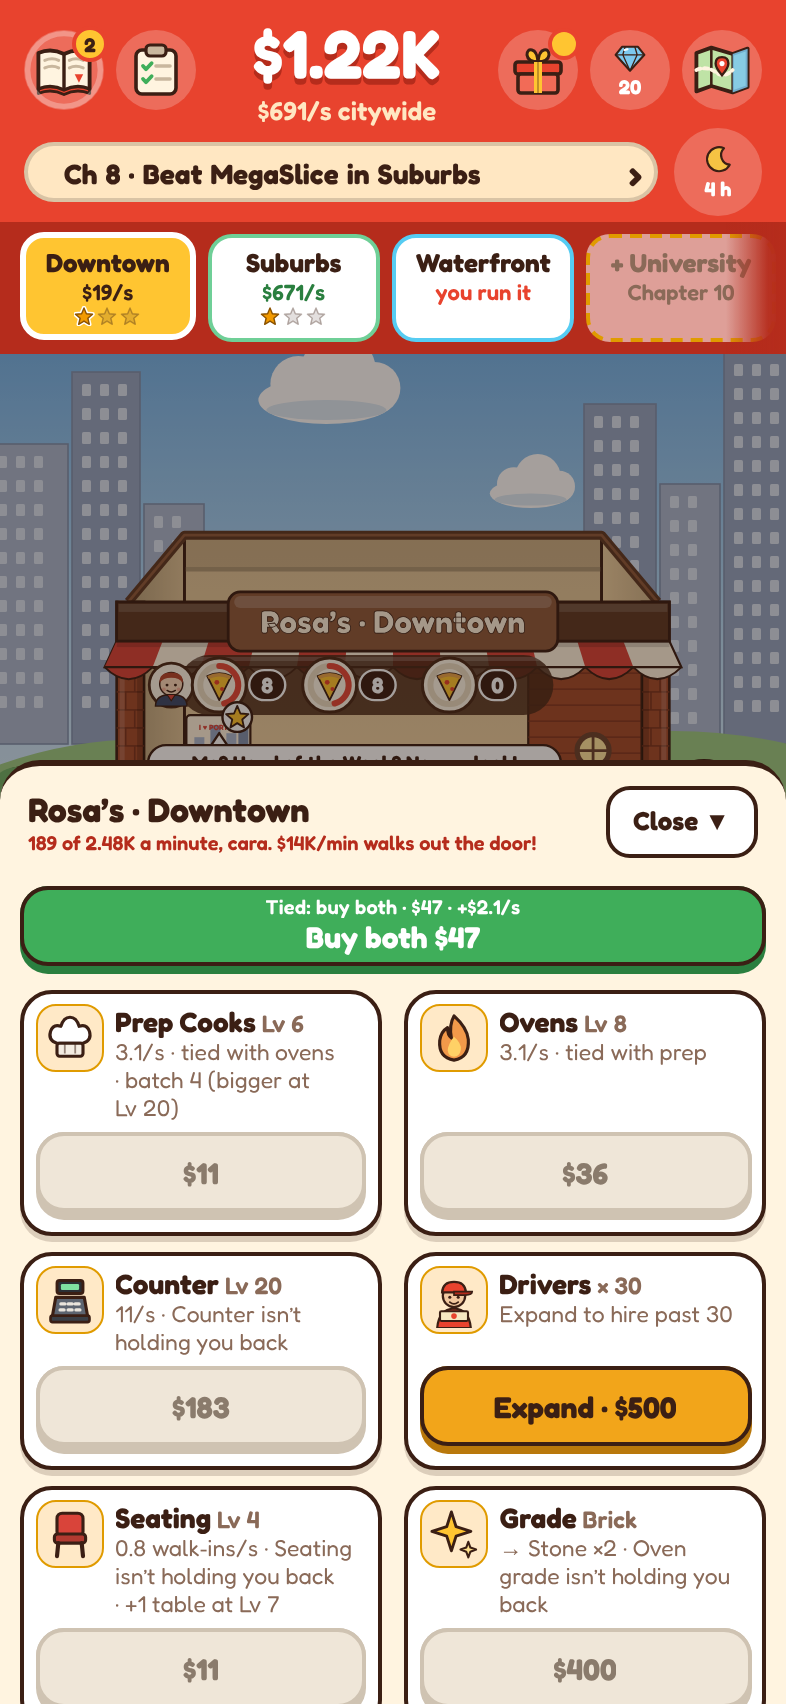 2
$1.22K
$691/s citywide
20
Ch 8 · Beat MegaSlice in Suburbs ›
4 h
Downtown
$19/s
Suburbs
$671/s
Waterfront
you run it
+ University
Chapter 10
Rosa's · Downtown
8
8
0
Rosa's · Downtown
189 of 2.48K a minute, cara. $14K/min walks out the door!
Close ▼
Tied: buy both · $47 · +$2.1/s
Buy both $47
Prep Cooks Lv 6
3.1/s · tied with ovens
· batch 4 (bigger at
Lv 20)
$11
Ovens Lv 8
3.1/s · tied with prep
$36
Counter Lv 20
11/s · Counter isn't
holding you back
$183
Drivers × 30
Expand to hire past 30
Expand · $500
Seating Lv 4
0.8 walk-ins/s · Seating
isn't holding you back
· +1 table at Lv 7
$11
Grade Brick
→ Stone ×2 · Oven
grade isn't holding you
back
$400